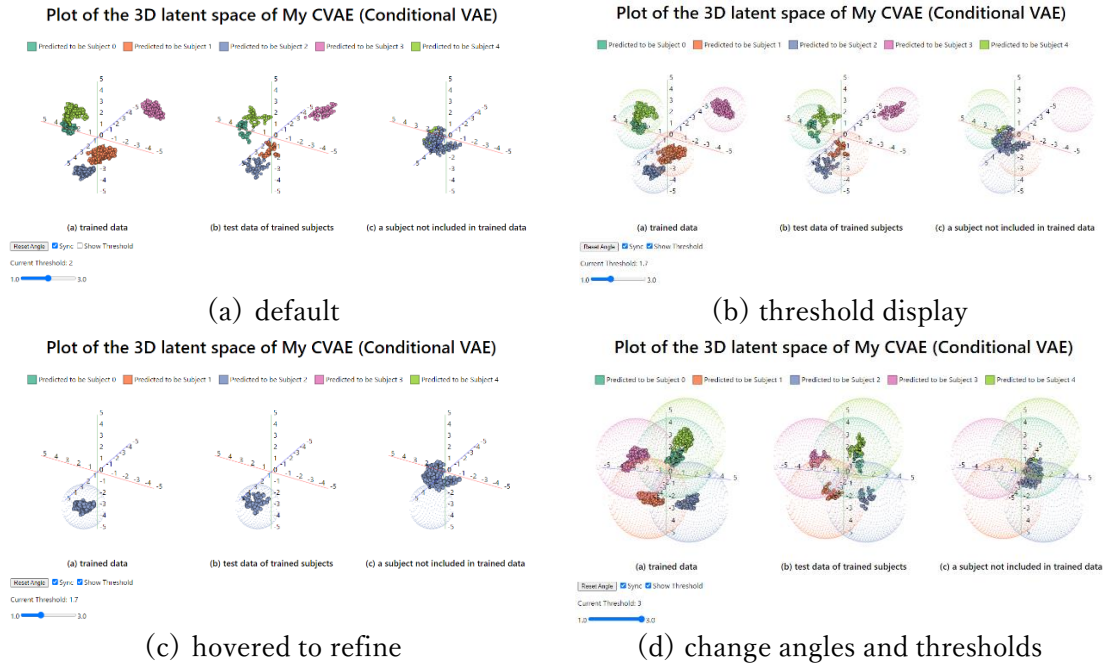 Plot of the 3D latent space of My CVAE (Conditional VAE)
Predicted to be Subject 0 Predicted to be Subject 1 Predicted to be Subject 2 Predicted to be Subject 3 Predicted to be Subject 4
(a) trained data (b) test data of trained subjects (c) a subject not included in trained data
Reset Angle Sync Show Threshold
Current Threshold: 2
1.0 3.0
(a) default
Plot of the 3D latent space of My CVAE (Conditional VAE)
Predicted to be Subject 0 Predicted to be Subject 1 Predicted to be Subject 2 Predicted to be Subject 3 Predicted to be Subject 4
(a) trained data (b) test data of trained subjects (c) a subject not included in trained data
Reset Angle Sync Show Threshold
Current Threshold: 1.7
1.0 3.0
(b) threshold display
Plot of the 3D latent space of My CVAE (Conditional VAE)
Predicted to be Subject 0 Predicted to be Subject 1 Predicted to be Subject 2 Predicted to be Subject 3 Predicted to be Subject 4
(a) trained data (b) test data of trained subjects (c) a subject not included in trained data
Reset Angle Sync Show Threshold
Current Threshold: 1.7
1.0 3.0
(c) hovered to refine
Plot of the 3D latent space of My CVAE (Conditional VAE)
Predicted to be Subject 0 Predicted to be Subject 1 Predicted to be Subject 2 Predicted to be Subject 3 Predicted to be Subject 4
(a) trained data (b) test data of trained subjects (c) a subject not included in trained data
Reset Angle Sync Show Threshold
Current Threshold: 3
1.0 3.0
(d) change angles and thresholds